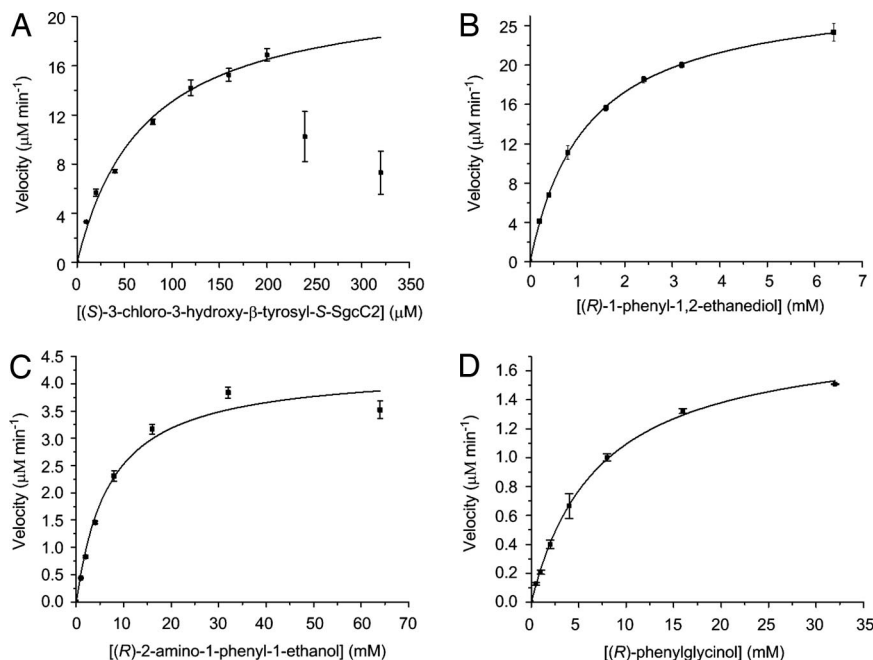 A
20
16
12
8
4
0
Velocity (μM min⁻¹)
0 50 100 150 200 250 300 350
[(S)-3-chloro-3-hydroxy-β-tyrosyl-S-SgcC2] (μM)
B
25
20
15
10
5
0
Velocity (μM min⁻¹)
0 1 2 3 4 5 6 7
[(R)-1-phenyl-1,2-ethanediol] (mM)
C
4.5
4.0
3.5
3.0
2.5
2.0
1.5
1.0
0.5
0.0
Velocity (μM min⁻¹)
0 10 20 30 40 50 60 70
[(R)-2-amino-1-phenyl-1-ethanol] (mM)
D
1.6
1.4
1.2
1.0
0.8
0.6
0.4
0.2
0.0
Velocity (μM min⁻¹)
0 5 10 15 20 25 30 35
[(R)-phenylglycinol] (mM)